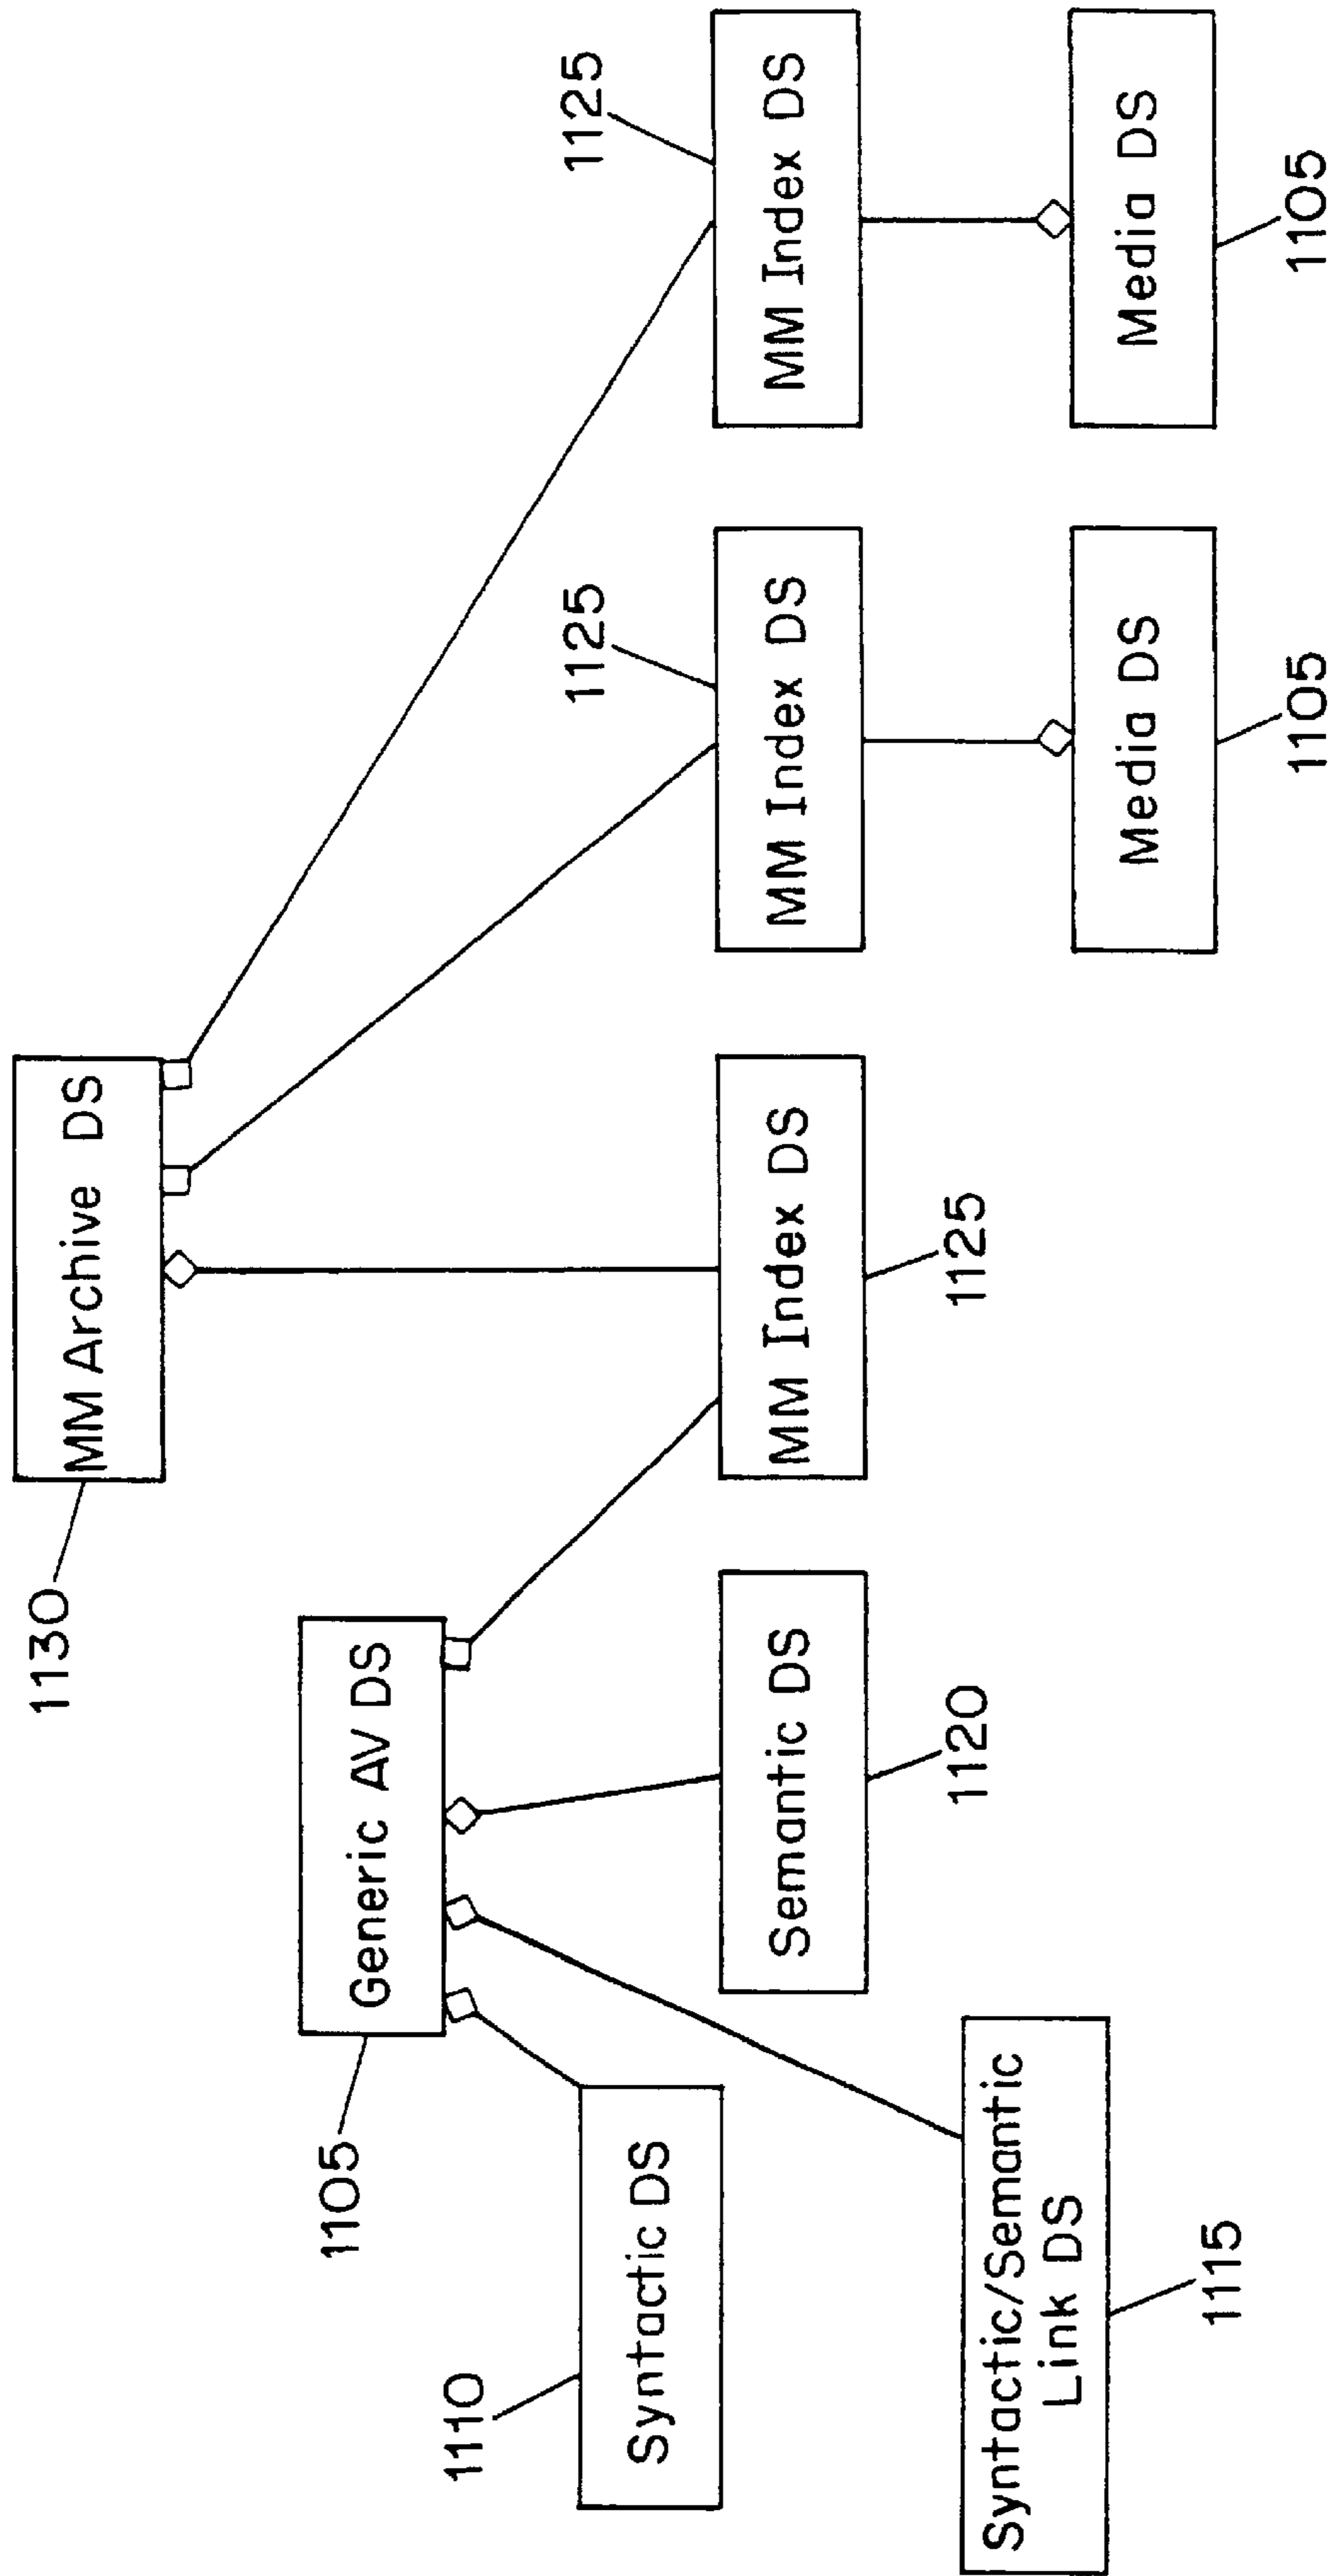 1130
MM Archive DS
1105
Generic AV DS
1110
Syntactic DS
Syntactic/Semantic
Link DS
1115
Semantic DS
1120
MM Index DS
1125
1125
MM Index DS
1125
MM Index DS
Media DS
1105
Media DS
1105